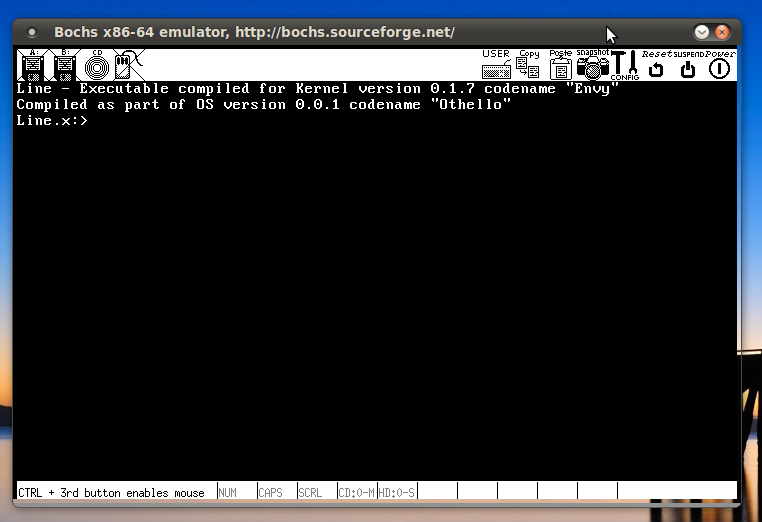 Bochs x86-64 emulator, http://bochs.sourceforge.net/
A: B: CD USER Copy Paste snapshot CONFIG Reset SUSPEND Power
Line - Executable compiled for Kernel version 0.1.7 codename "Envy"
Compiled as part of OS version 0.0.1 codename "Othello"
Line.x:>
CTRL + 3rd button enables mouse NUM CAPS SCRL CD:0-M HD:0-S